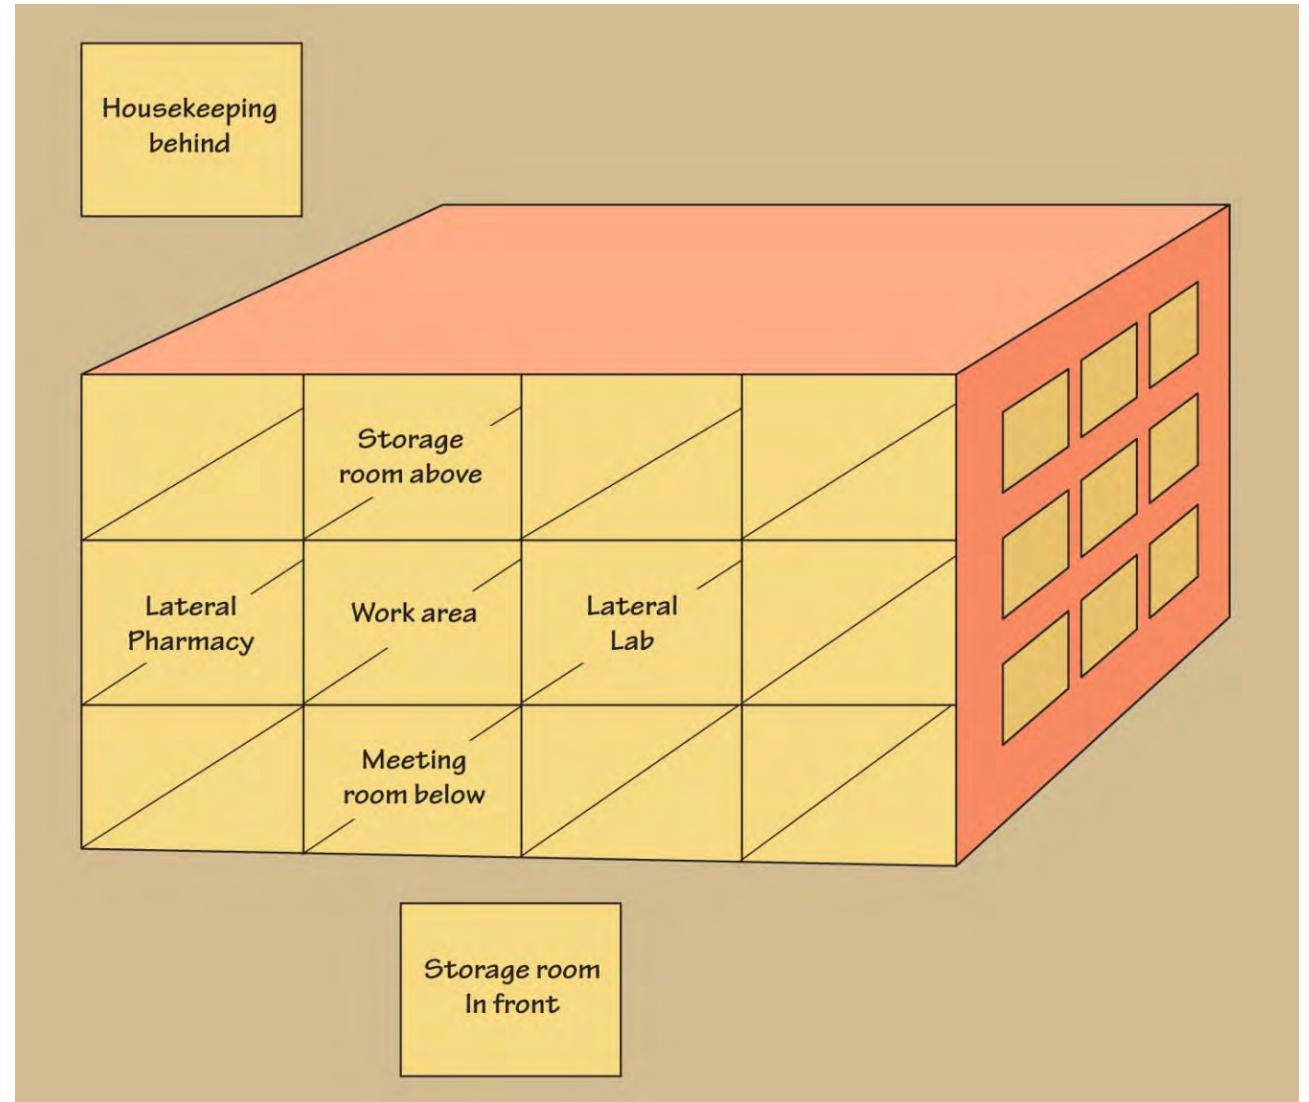 Housekeeping
behind
Storage
room above
Lateral
Pharmacy
Work area
Lateral
Lab
Meeting
room below
Storage room
In front